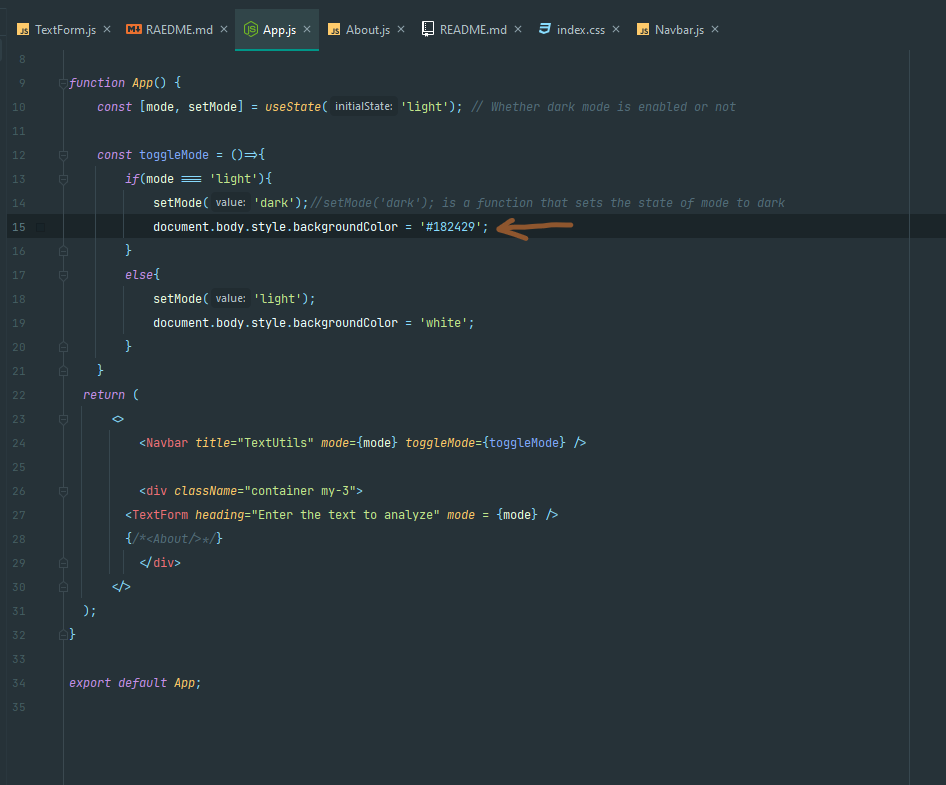 TextForm.js × RAEDME.md × App.js × About.js × README.md × index.css × Navbar.js ×
8
9 function App() {
10 const [mode, setMode] = useState( initialState: 'light'); // Whether dark mode is enabled or not
11
12 const toggleMode = ()=>{
13 if(mode === 'light'){
14 setMode( value: 'dark');//setMode('dark'); is a function that sets the state of mode to dark
15 document.body.style.backgroundColor = '#182429';
16 }
17 else{
18 setMode( value: 'light');
19 document.body.style.backgroundColor = 'white';
20 }
21 }
22 return (
23 <>
24 <Navbar title="TextUtils" mode={mode} toggleMode={toggleMode} />
25
26 <div className="container my-3">
27 <TextForm heading="Enter the text to analyze" mode = {mode} />
28 {/*<About/>*/}
29 </div>
30 </>
31 );
32 }
33
34 export default App;
35